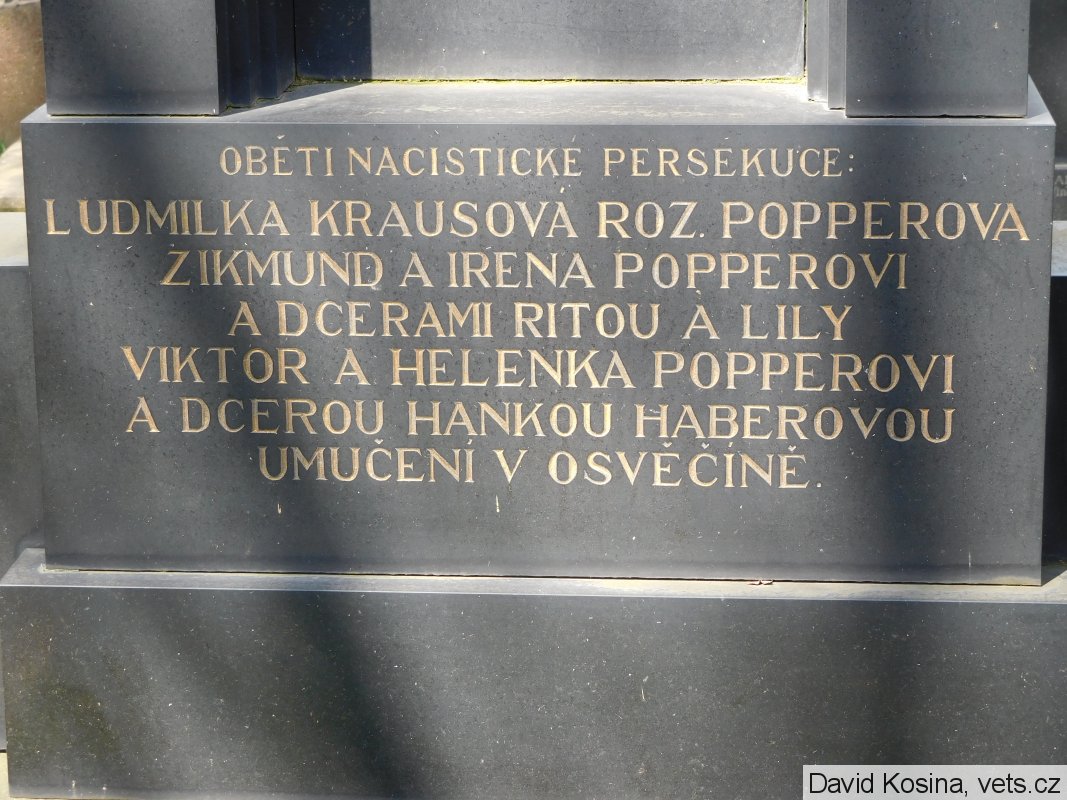 OBĚTI NACISTICKÉ PERSEKUCE:
LUDMILKA KRAUSOVÁ ROZ. POPPEROVÁ
ZIKMUND A IRENA POPPEROVI
A DCERAMI RITOU A LILY
VIKTOR A HELENKA POPPEROVI
A DCEROU HANKOU HABEROVOU
UMUČENÍ V OSVĚČÍNĚ.
David Kosina, vets.cz